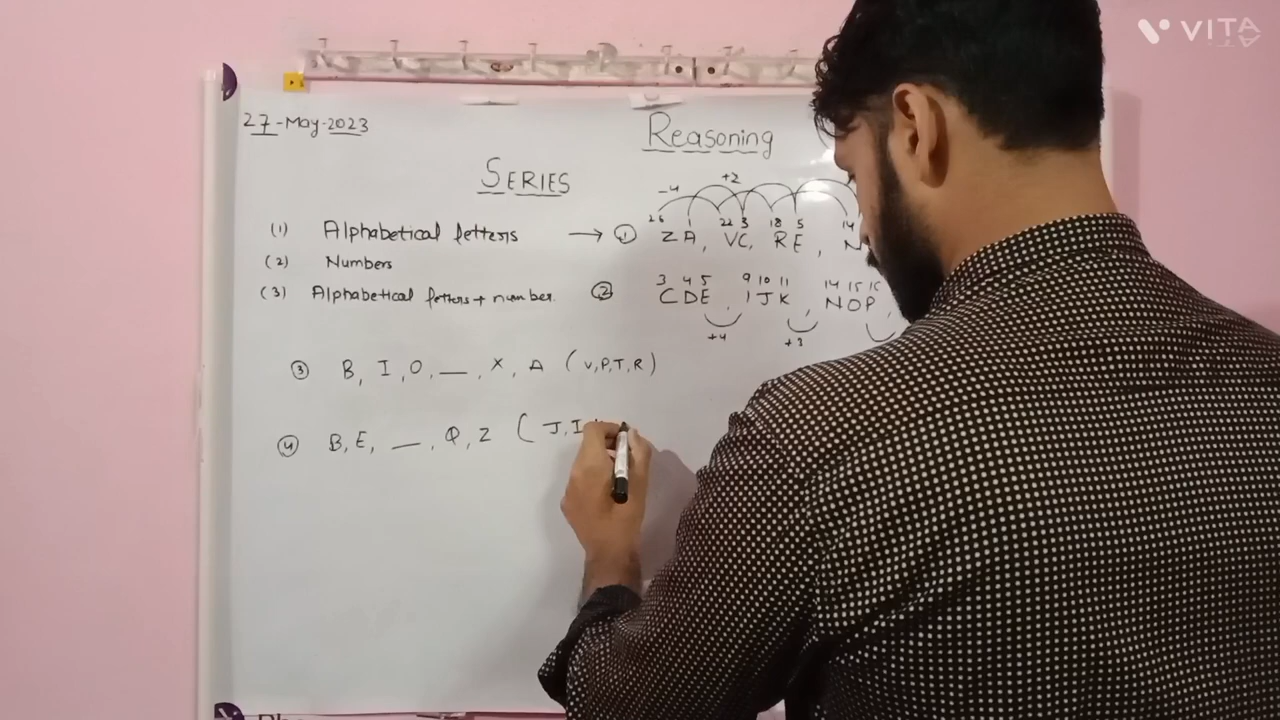 VITA
27-May-2023
Reasoning
SERIES
-4 +2
26 1 22 3 18 5 14
(1) Alphabetical letters → ① ZA, VC, RE, N
(2) Numbers
3 4 5 9 10 11 14 15 16
(3) Alphabetical letters + number. ② CDE, IJK, NOP,
+4 +3
③ B, I, O, __, X, A (V,P,T,R)
④ B,E, __, Q,Z ( J,I